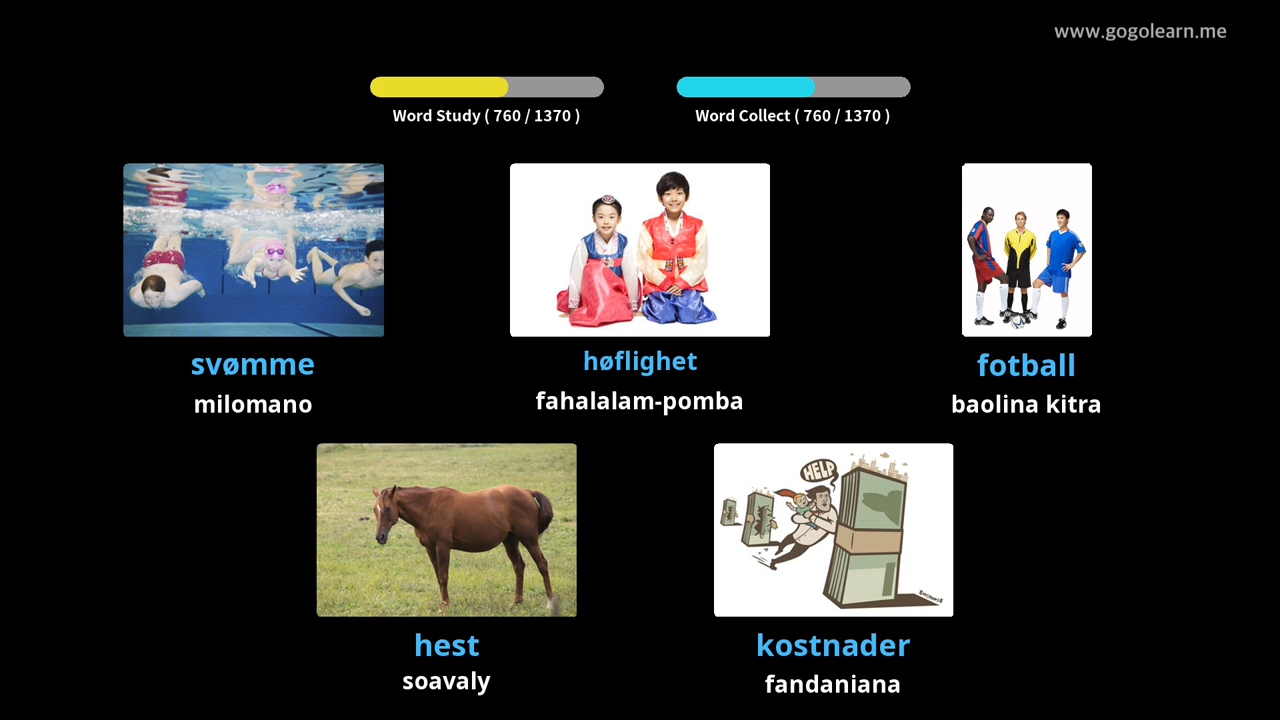 www.gogolearn.me
Word Study ( 760 / 1370 )
Word Collect ( 760 / 1370 )
svømme
milomano
høflighet
fahalalam-pomba
fotball
baolina kitra
HELP
hest
soavaly
kostnader
fandaniana